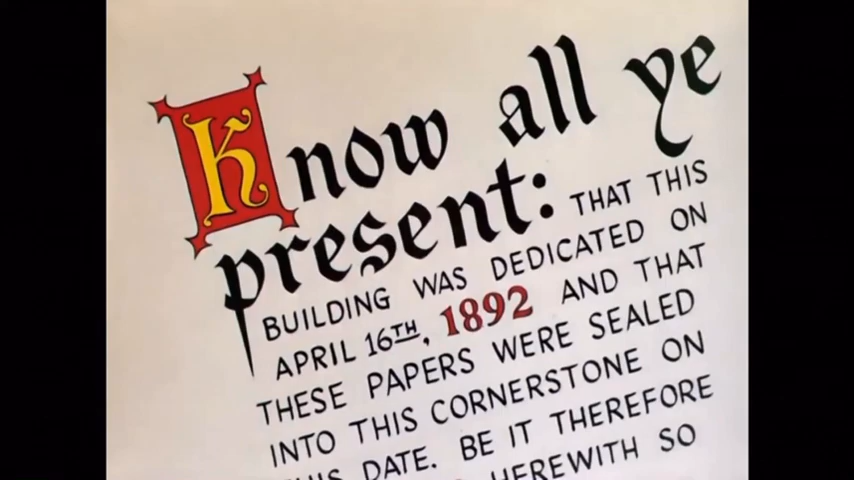 Know all ye
present: THAT THIS
BUILDING WAS DEDICATED ON
APRIL 16TH, 1892 AND THAT
THESE PAPERS WERE SEALED
INTO THIS CORNERSTONE ON
THIS DATE. BE IT THEREFORE
HEREWITH SO